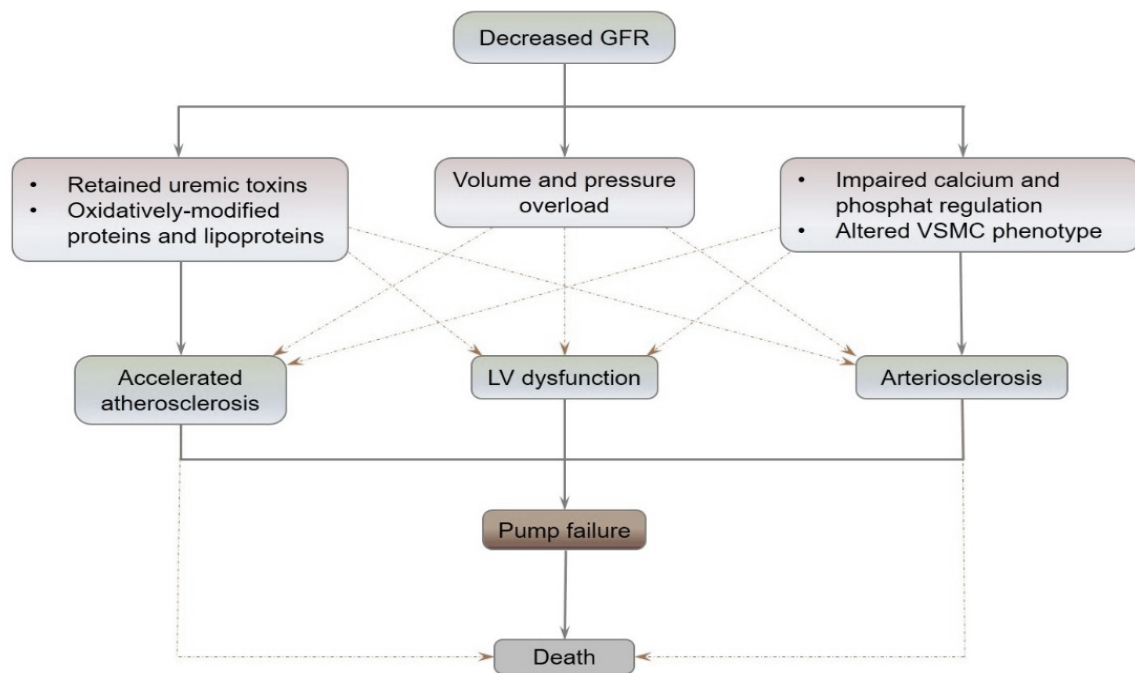 Decreased GFR
• Retained uremic toxins
• Oxidatively-modified
proteins and lipoproteins
Volume and pressure
overload
• Impaired calcium and
phosphat regulation
• Altered VSMC phenotype
Accelerated
atherosclerosis
LV dysfunction
Arteriosclerosis
Pump failure
Death